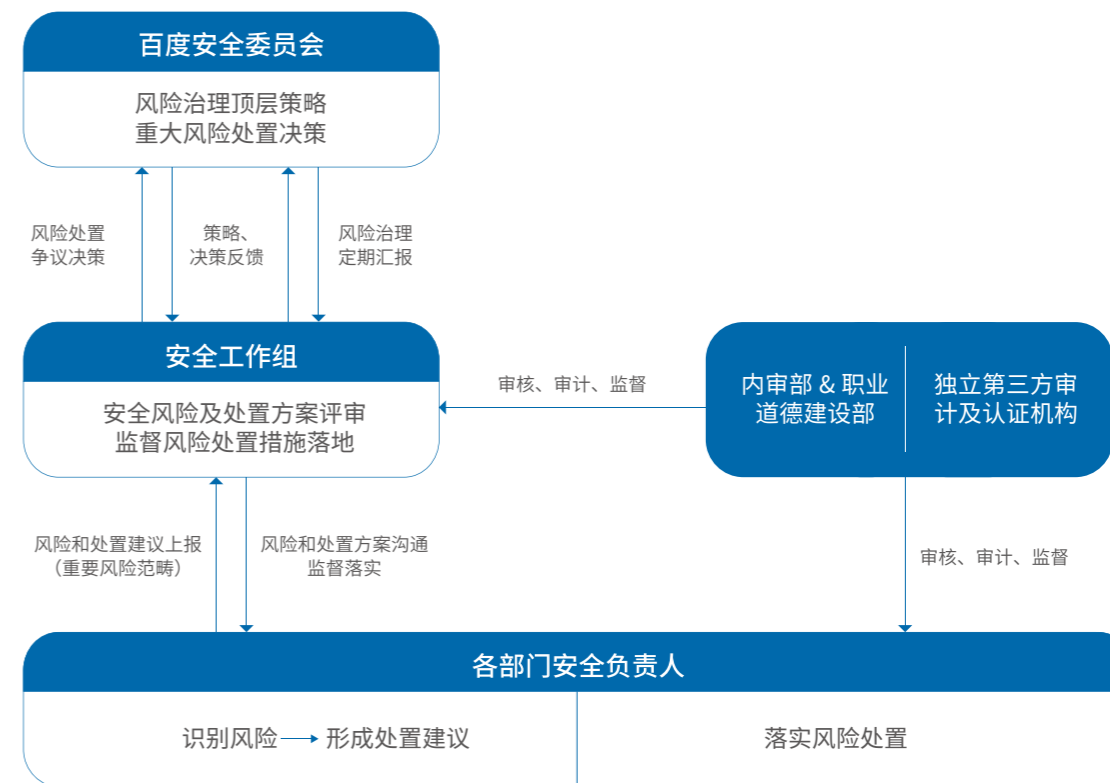 百度安全委员会
风险治理顶层策略
重大风险处置决策
风险处置
争议决策
策略、
决策反馈
风险治理
定期汇报
安全工作组
安全风险及处置方案评审
监督风险处置措施落地
审核、审计、监督
内审部 & 职业
道德建设部
独立第三方审
计及认证机构
风险和处置建议上报
（重要风险范畴）
风险和处置方案沟通
监督落实
审核、审计、监督
各部门安全负责人
识别风险
形成处置建议
落实风险处置